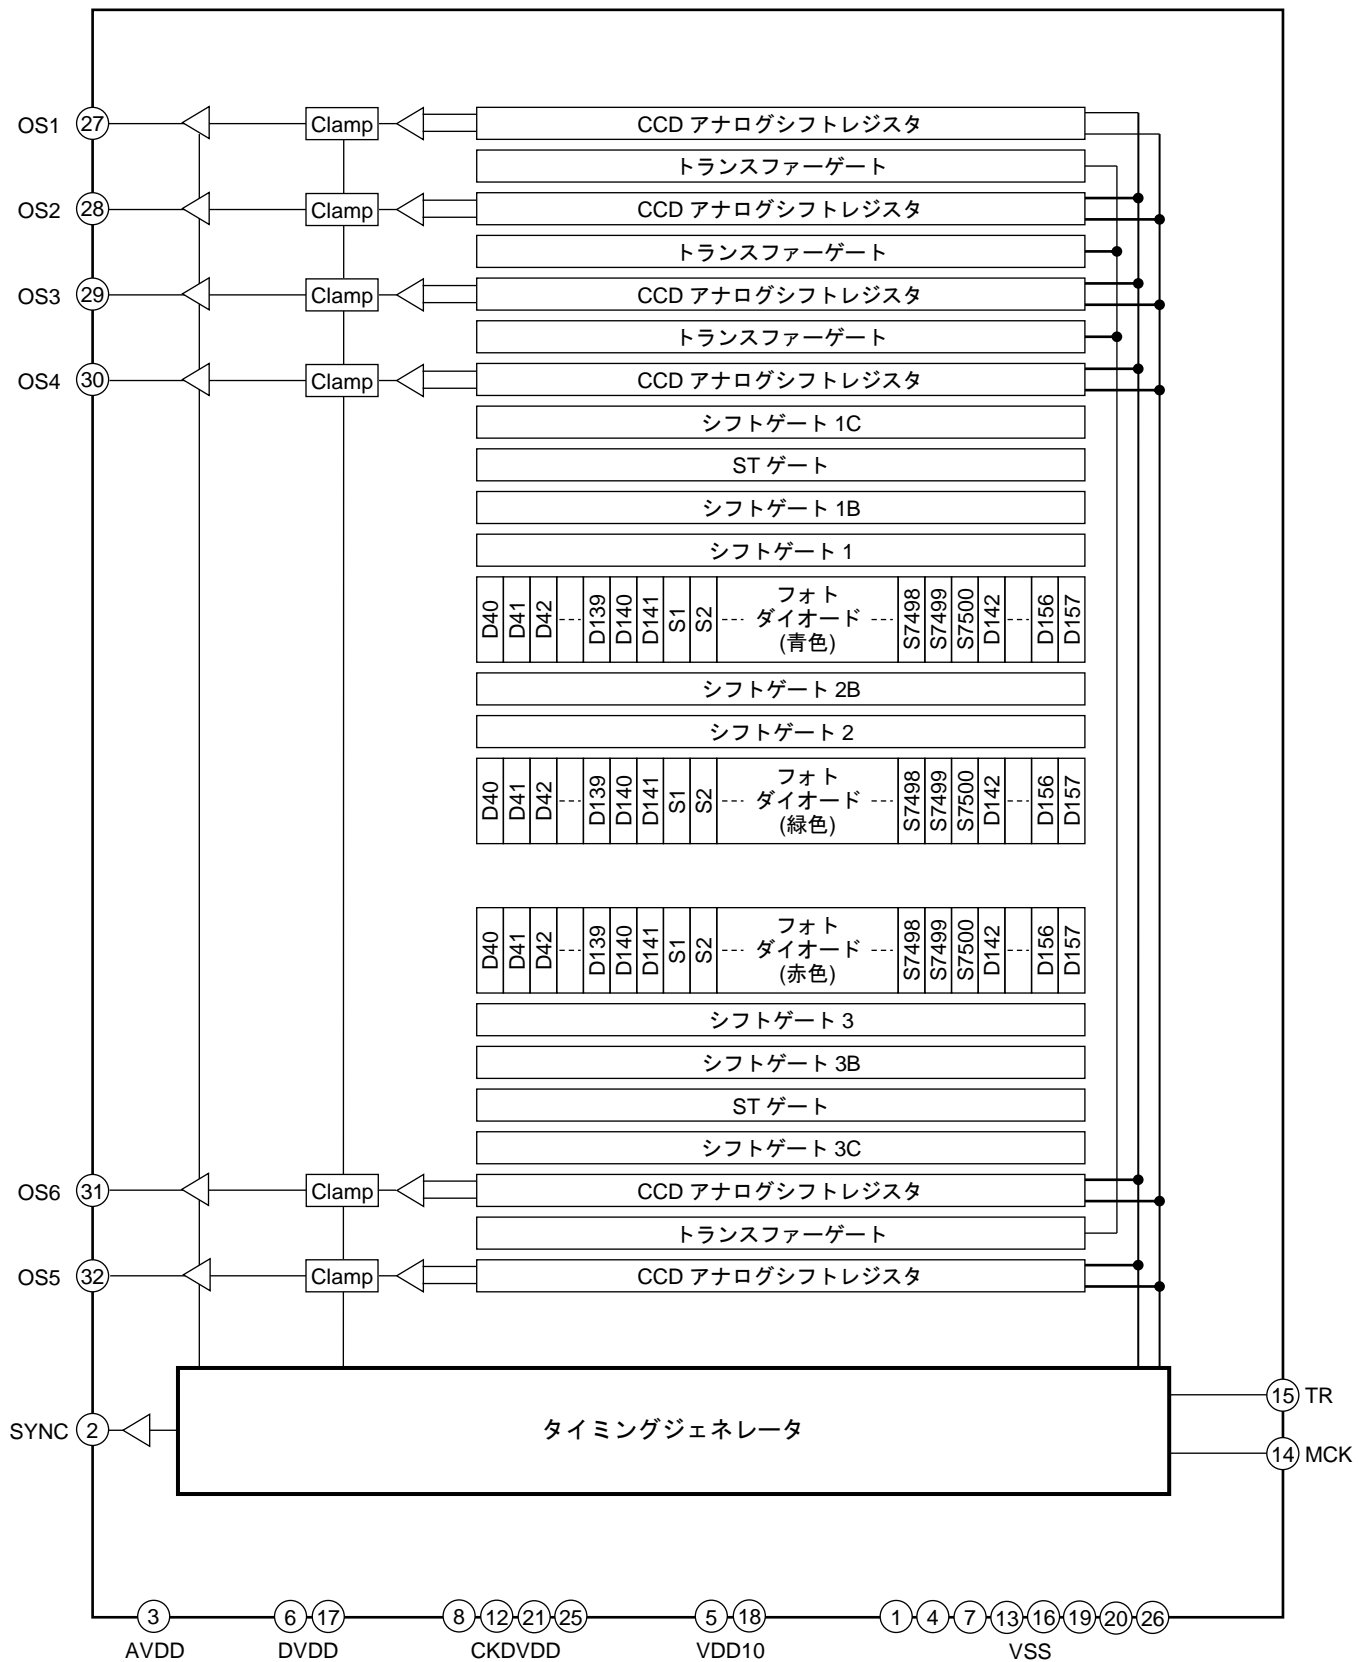 OS1 27 Clamp CCD アナログシフトレジスタ
トランスファーゲート
OS2 28 Clamp CCD アナログシフトレジスタ
トランスファーゲート
OS3 29 Clamp CCD アナログシフトレジスタ
トランスファーゲート
OS4 30 Clamp CCD アナログシフトレジスタ
シフトゲート 1C
ST ゲート
シフトゲート 1B
シフトゲート 1
D40 D41 D42 ---- D139 D140 D141 S1 S2 --- フォト
ダイオード
(青色) --- S7498 S7499 S7500 D142 ---- D156 D157
シフトゲート 2B
シフトゲート 2
D40 D41 D42 ---- D139 D140 D141 S1 S2 --- フォト
ダイオード
(緑色) --- S7498 S7499 S7500 D142 ---- D156 D157
D40 D41 D42 ---- D139 D140 D141 S1 S2 --- フォト
ダイオード
(赤色) --- S7498 S7499 S7500 D142 ---- D156 D157
シフトゲート 3
シフトゲート 3B
ST ゲート
シフトゲート 3C
OS6 31 Clamp CCD アナログシフトレジスタ
トランスファーゲート
OS5 32 Clamp CCD アナログシフトレジスタ
15 TR
SYNC 2 タイミングジェネレータ
14 MCK
3 6 17 8 12 21 25 5 18 1 4 7 13 16 19 20 26
AVDD DVDD CKDVDD VDD10 VSS